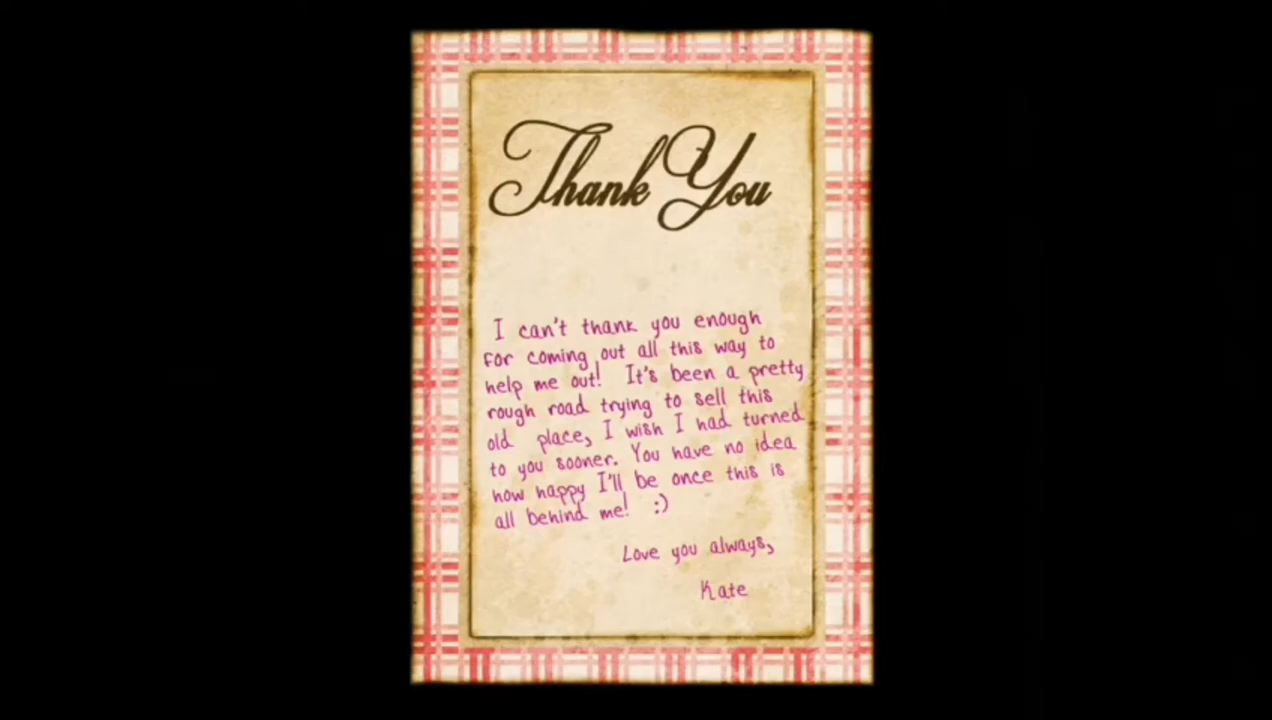 Thank You
I can't thank you enough
for coming out all this way to
help me out! It's been a pretty
rough road trying to sell this
old place, I wish I had turned
to you sooner. You have no idea
how happy I'll be once this is
all behind me! :)
Love you always,
Kate